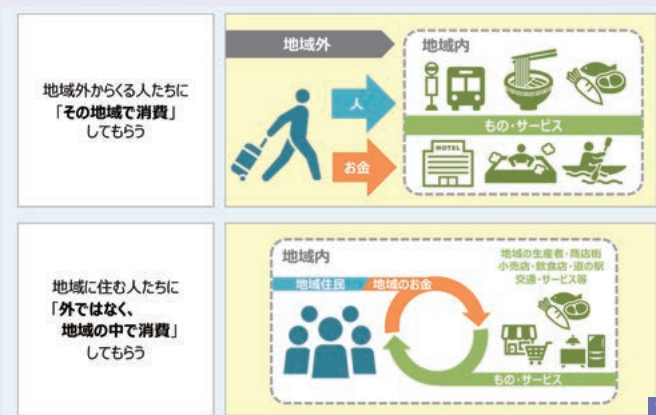 地域外からくる人たちに
「その地域で消費」
してもらう
地域外
人
お金
地域内
もの・サービス
HOTEL
地域に住む人たちに
「外ではなく、
地域の中で消費」
してもらう
地域内
地域住民
地域のお金
地域の生産者・商店街
小売店・飲食店・道の駅
交通・サービス等
もの・サービス